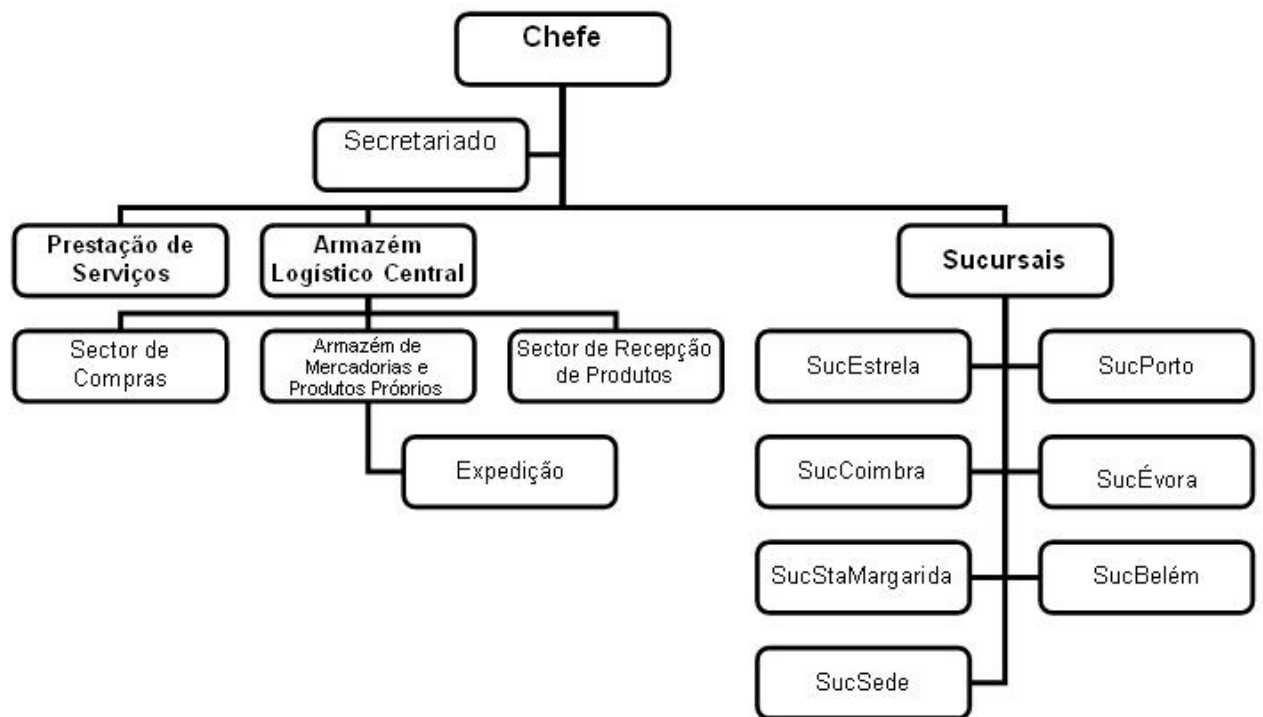 Chefe
Secretariado
Prestação de
Serviços
Armazém
Logístico Central
Sucursais
Sector de
Compras
Armazém de
Mercadorias e
Produtos Próprios
Sector de Recepção
de Produtos
Expedição
SucEstrela
SucPorto
SucCoimbra
SucÉvora
SucStaMargarida
SucBelém
SucSede